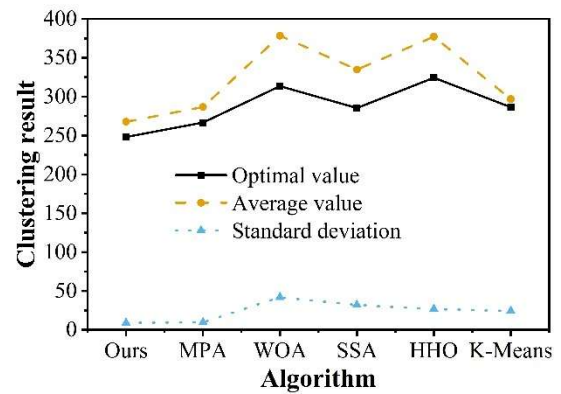 400
350
300
250
200
150
100
50
0
Clustering result
Optimal value
Average value
Standard deviation
Ours MPA WOA SSA HHO K-Means
Algorithm